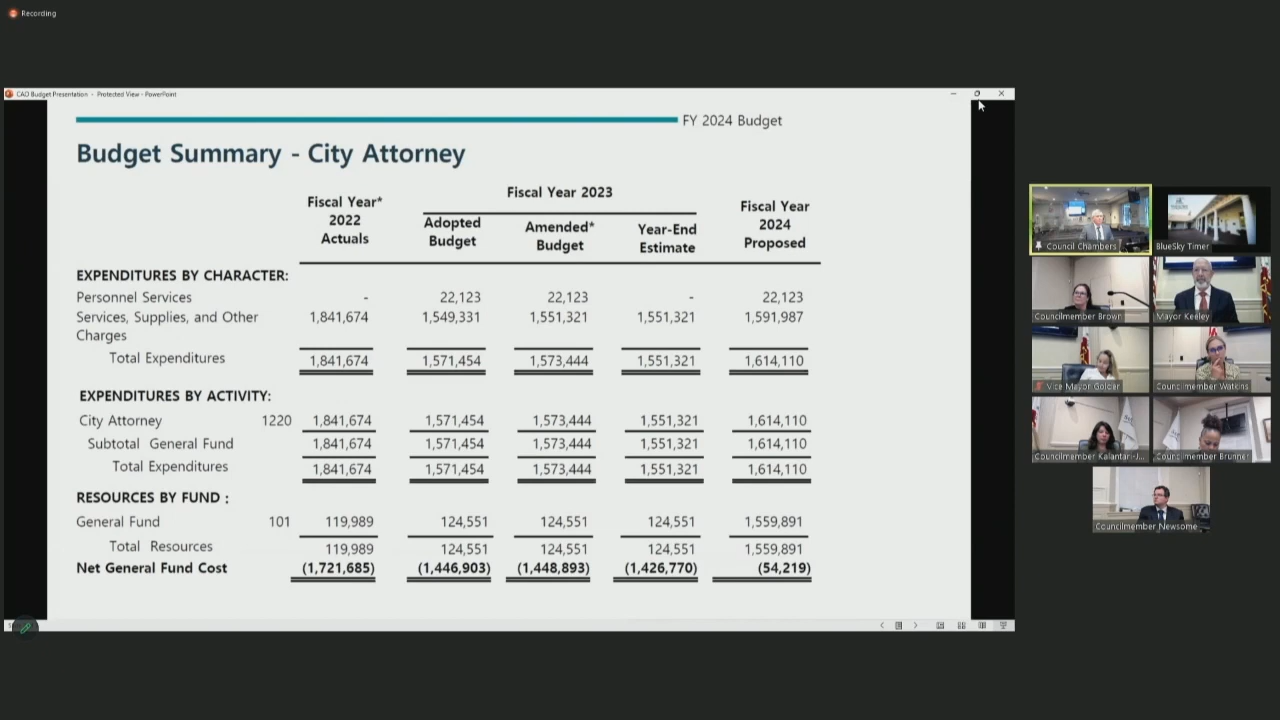 Recording
CAO Budget Presentation - Protected View - PowerPoint
FY 2024 Budget
Budget Summary - City Attorney
Fiscal Year*
2022
Actuals
Fiscal Year 2023
Adopted
Budget
Amended*
Budget
Year-End
Estimate
Fiscal Year
2024
Proposed
EXPENDITURES BY CHARACTER:
Personnel Services - 22,123 22,123 - 22,123
Services, Supplies, and Other 1,841,674 1,549,331 1,551,321 1,551,321 1,591,987
Charges
Total Expenditures 1,841,674 1,571,454 1,573,444 1,551,321 1,614,110
EXPENDITURES BY ACTIVITY:
City Attorney 1220 1,841,674 1,571,454 1,573,444 1,551,321 1,614,110
Subtotal General Fund 1,841,674 1,571,454 1,573,444 1,551,321 1,614,110
Total Expenditures 1,841,674 1,571,454 1,573,444 1,551,321 1,614,110
RESOURCES BY FUND :
General Fund 101 119,989 124,551 124,551 124,551 1,559,891
Total Resources 119,989 124,551 124,551 124,551 1,559,891
Net General Fund Cost (1,721,685) (1,446,903) (1,448,893) (1,426,770) (54,219)
Council Chambers
BlueSky Timer
Councilmember Brown
Mayor Keeley
Vice Mayor Golder
Councilmember Watkins
Councilmember Kalantari-J...
Councilmember Brunner
Councilmember Newsome